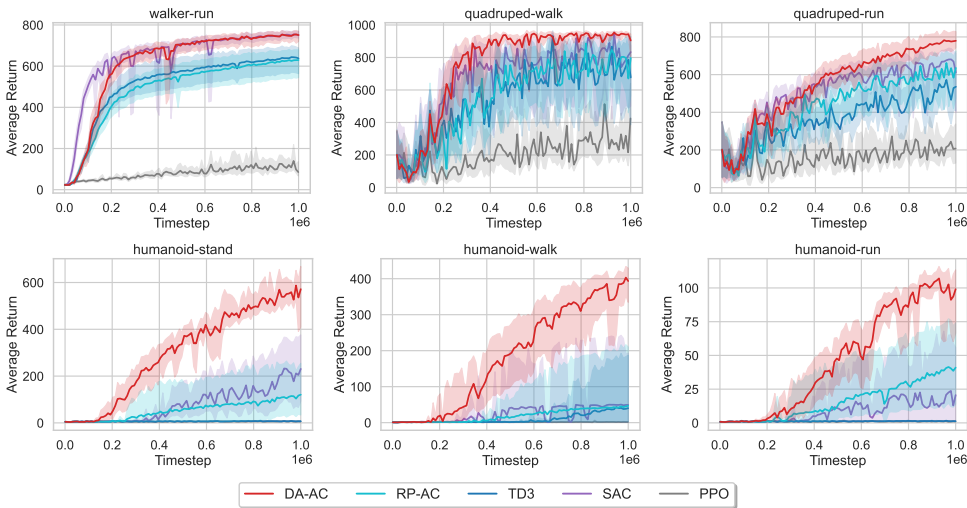 walker-run
Average Return
800
600
400
200
0
0.0 0.2 0.4 0.6 0.8 1.0
1e6
Timestep
quadruped-walk
Average Return
1000
800
600
400
200
0
0.0 0.2 0.4 0.6 0.8 1.0
1e6
Timestep
quadruped-run
Average Return
800
600
400
200
0
0.0 0.2 0.4 0.6 0.8 1.0
1e6
Timestep
humanoid-stand
Average Return
600
400
200
0
0.0 0.2 0.4 0.6 0.8 1.0
1e6
Timestep
humanoid-walk
Average Return
400
300
200
100
0
0.0 0.2 0.4 0.6 0.8 1.0
1e6
Timestep
humanoid-run
Average Return
100
75
50
25
0
0.0 0.2 0.4 0.6 0.8 1.0
1e6
Timestep
DA-AC RP-AC TD3 SAC PPO